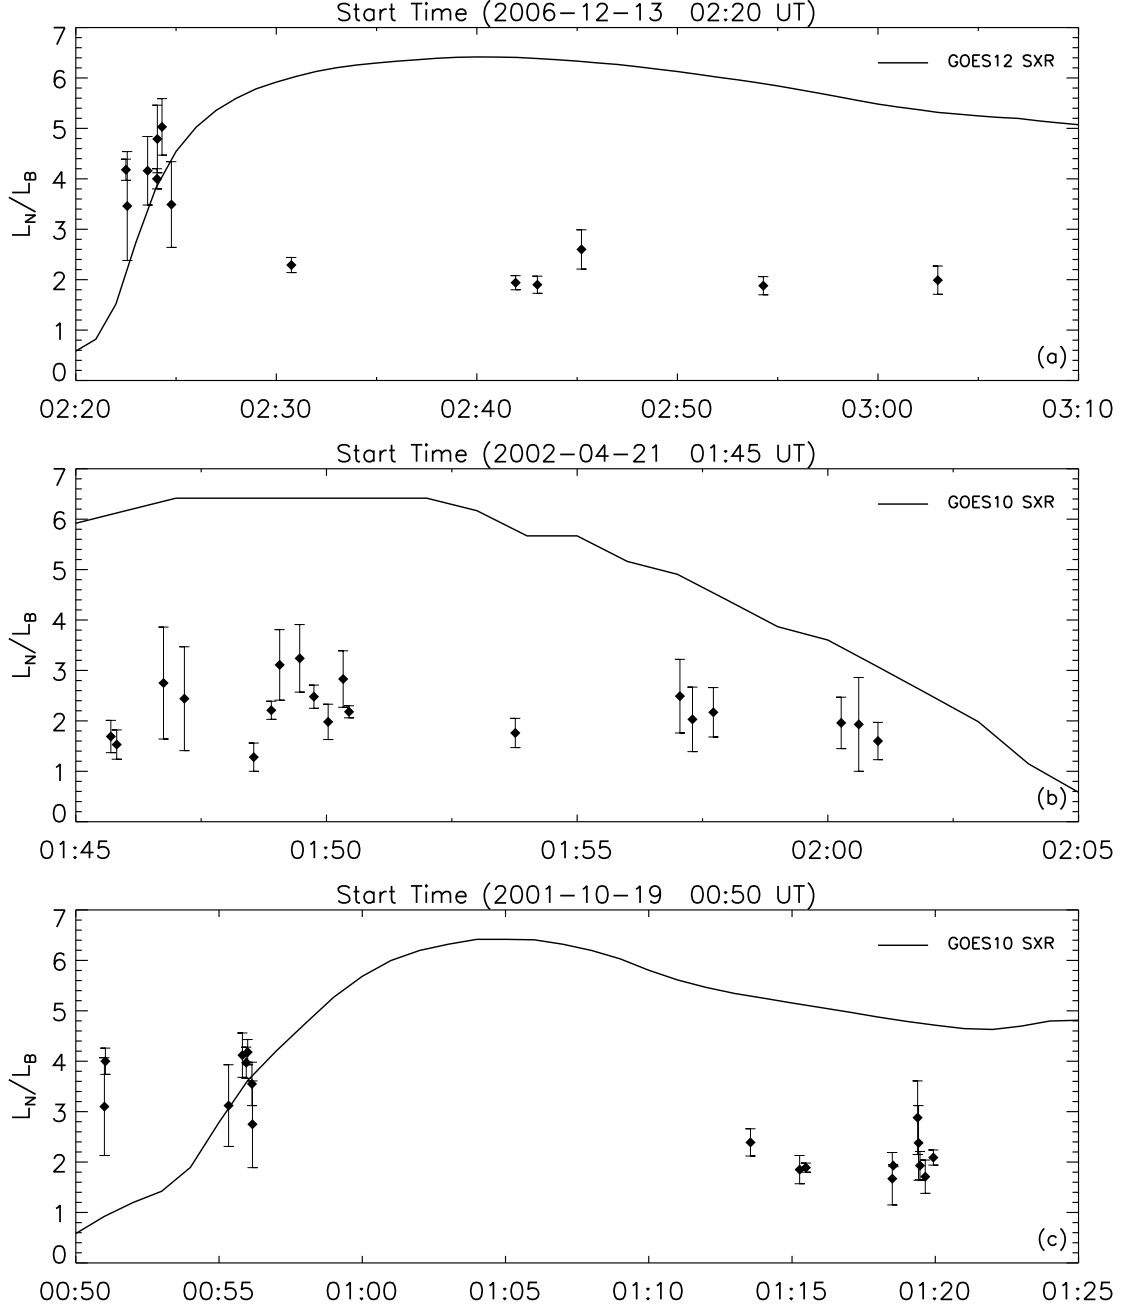 Start Time (2006-12-13 02:20 UT)
7
GOES12 SXR
6
5
4
L_N/L_B
3
2
1
(a)
0
02:20 02:30 02:40 02:50 03:00 03:10
Start Time (2002-04-21 01:45 UT)
7
GOES10 SXR
6
5
4
L_N/L_B
3
2
1
(b)
0
01:45 01:50 01:55 02:00 02:05
Start Time (2001-10-19 00:50 UT)
7
GOES10 SXR
6
5
4
L_N/L_B
3
2
1
(c)
0
00:50 00:56 01:00 01:05 01:10 01:15 01:20 01:25